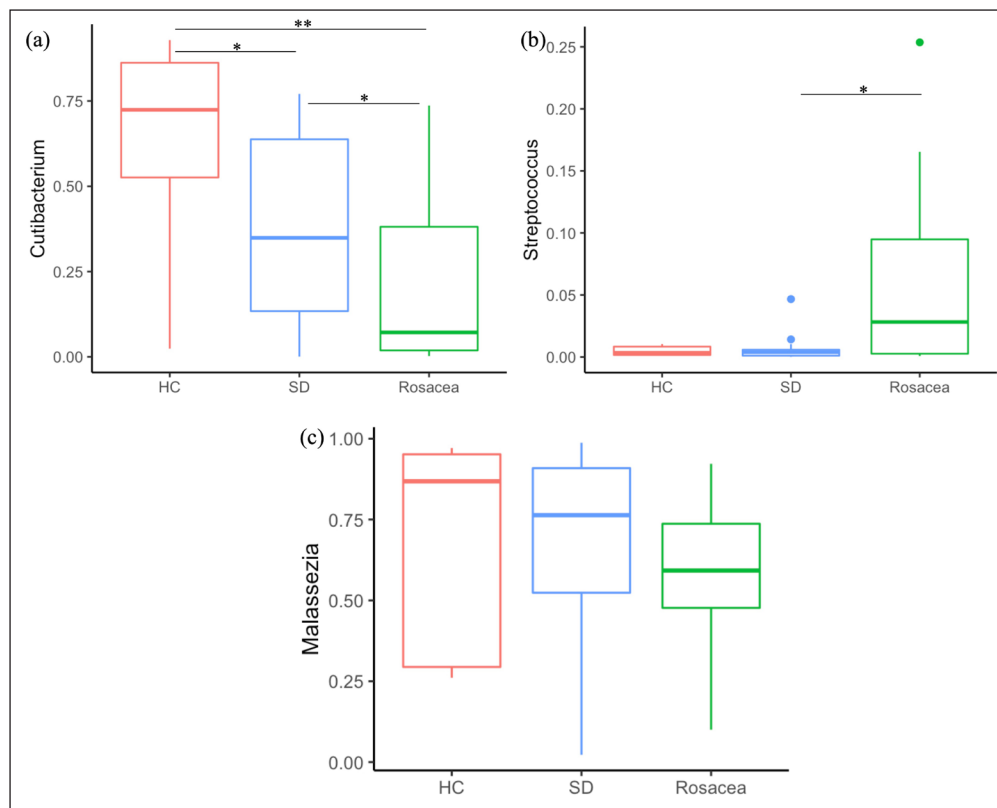 (a)
**
*
*
0.75
0.50
0.25
0.00
Cutibacterium
HC SD Rosacea
(b)
*
0.25
0.20
0.15
0.10
0.05
0.00
Streptococcus
HC SD Rosacea
(c)
1.00
0.75
0.50
0.25
0.00
Malassezia
HC SD Rosacea